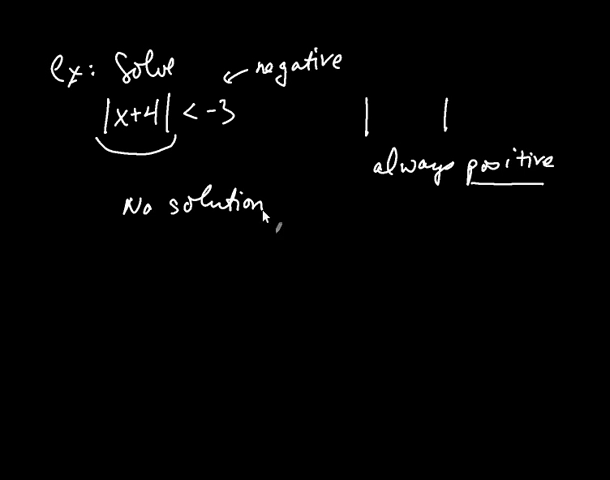 ex: Solve
negative
|x+4| < -3
| |
always positive
No solution